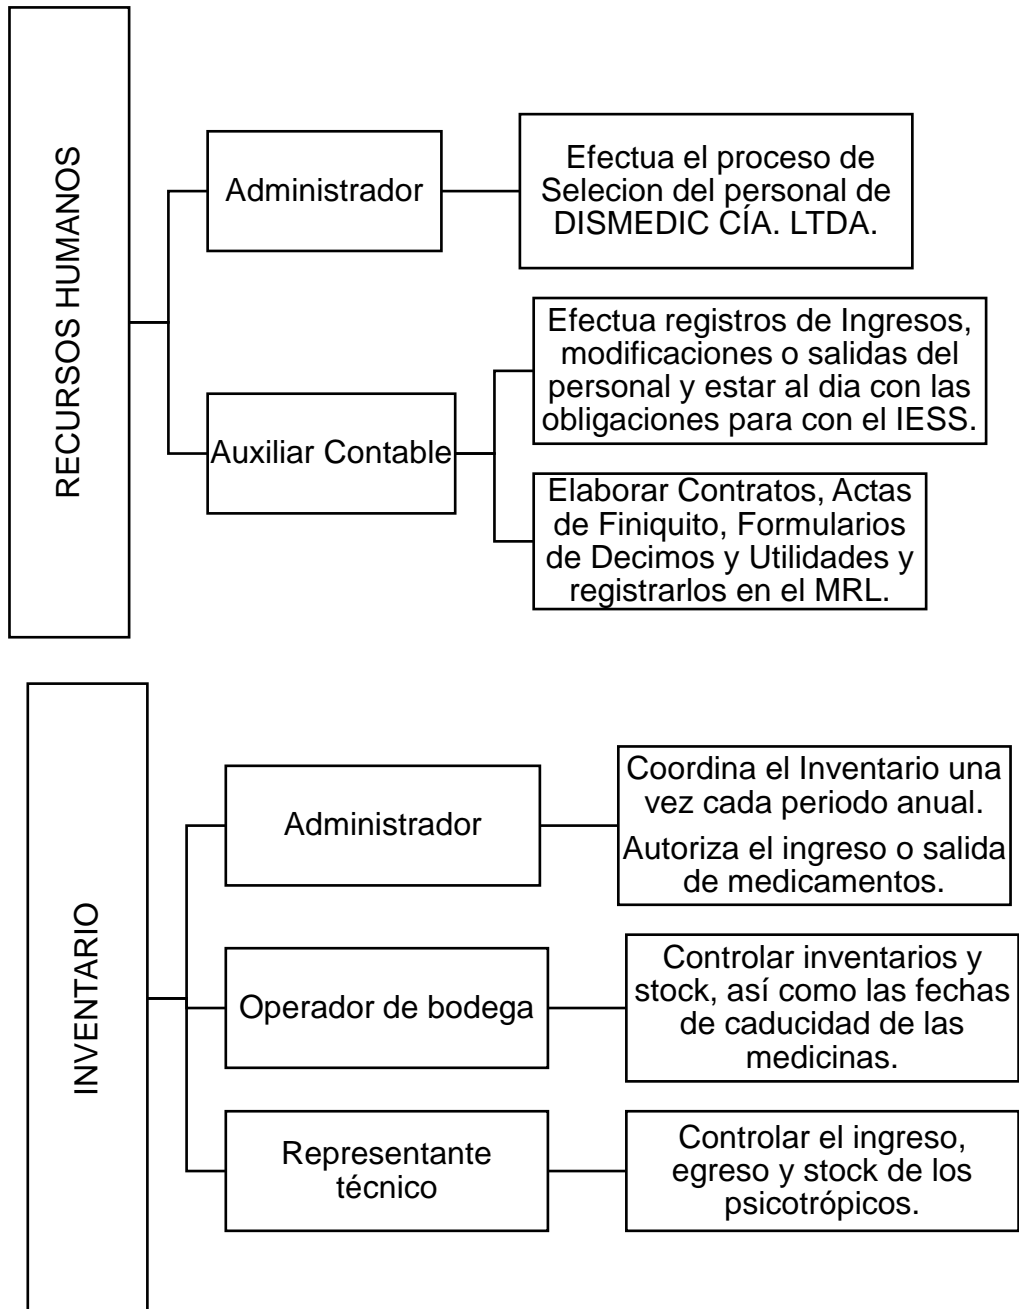 RECURSOS HUMANOS
Administrador
Efectua el proceso de
Selecion del personal de
DISMEDIC CÍA. LTDA.
Auxiliar Contable
Efectua registros de Ingresos,
modificaciones o salidas del
personal y estar al dia con las
obligaciones para con el IESS.
Elaborar Contratos, Actas
de Finiquito, Formularios
de Decimos y Utilidades y
registrarlos en el MRL.
INVENTARIO
Administrador
Coordina el Inventario una
vez cada periodo anual.
Autoriza el ingreso o salida
de medicamentos.
Operador de bodega
Controlar inventarios y
stock, así como las fechas
de caducidad de las
medicinas.
Representante
técnico
Controlar el ingreso,
egreso y stock de los
psicotrópicos.